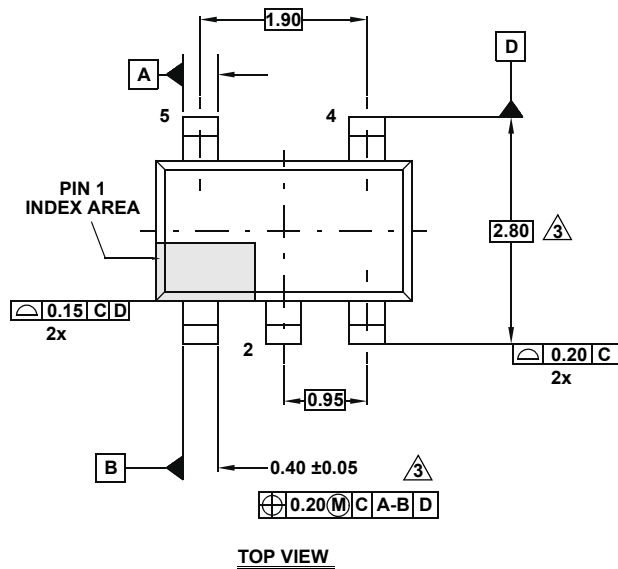 1.90
D
A
5
4
PIN 1
INDEX AREA
2.80 3
0.15 C D
2x
2
0.20 C
2x
0.95
B
0.40 ±0.05 3
0.20 M C A-B D
TOP VIEW